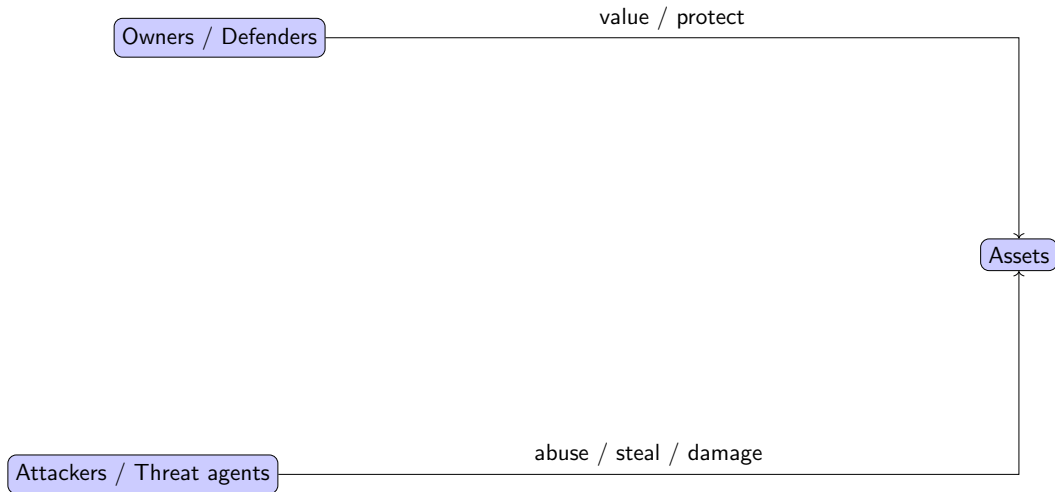 value / protect
Owners / Defenders
Assets
abuse / steal / damage
Attackers / Threat agents